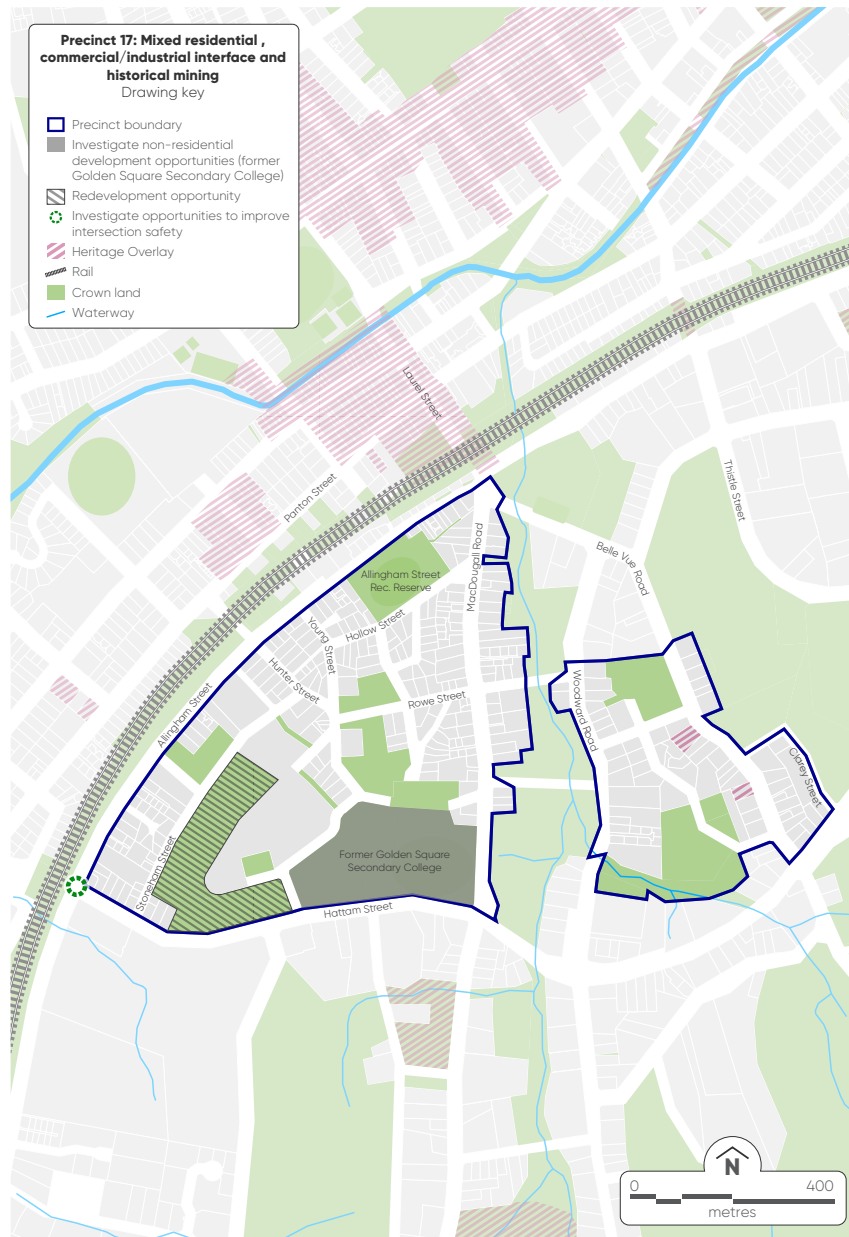 Precinct 17: Mixed residential ,
commercial/industrial interface and
historical mining
Drawing key
Precinct boundary
Investigate non-residential
development opportunities (former
Golden Square Secondary College)
Redevelopment opportunity
Investigate opportunities to improve
intersection safety
Heritage Overlay
Rail
Crown land
Waterway
Laurel Street
Panton Street
Thistle Street
Belle Vue Road
MacDougall Road
Allingham Street
Rec. Reserve
Hollow Street
Young Street
Hunter Street
Rowe Street
Woodward Road
Allingham Street
Clarey Street
Stoneham Street
Former Golden Square
Secondary College
Hattam Street
N
0 400
metres